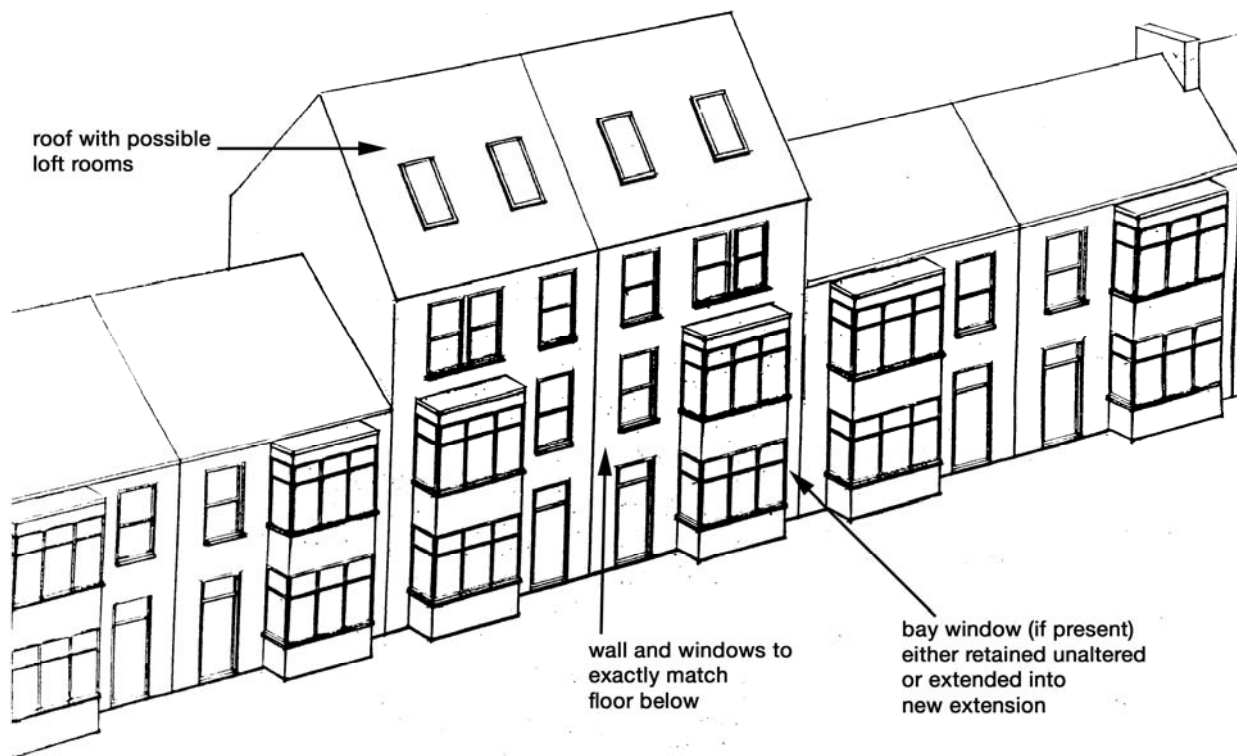 roof with possible
loft rooms
wall and windows to
exactly match
floor below
bay window (if present)
either retained unaltered
or extended into
new extension